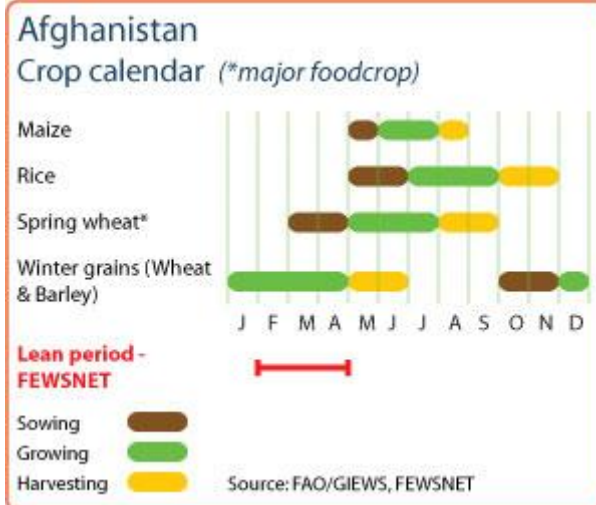 Afghanistan
Crop calendar (*major foodcrop)
Maize
Rice
Spring wheat*
Winter grains (Wheat
& Barley)
J F M A M J J A S O N D
Lean period -
FEWSNET
Sowing
Growing
Harvesting
Source: FAO/GIEWS, FEWSNET